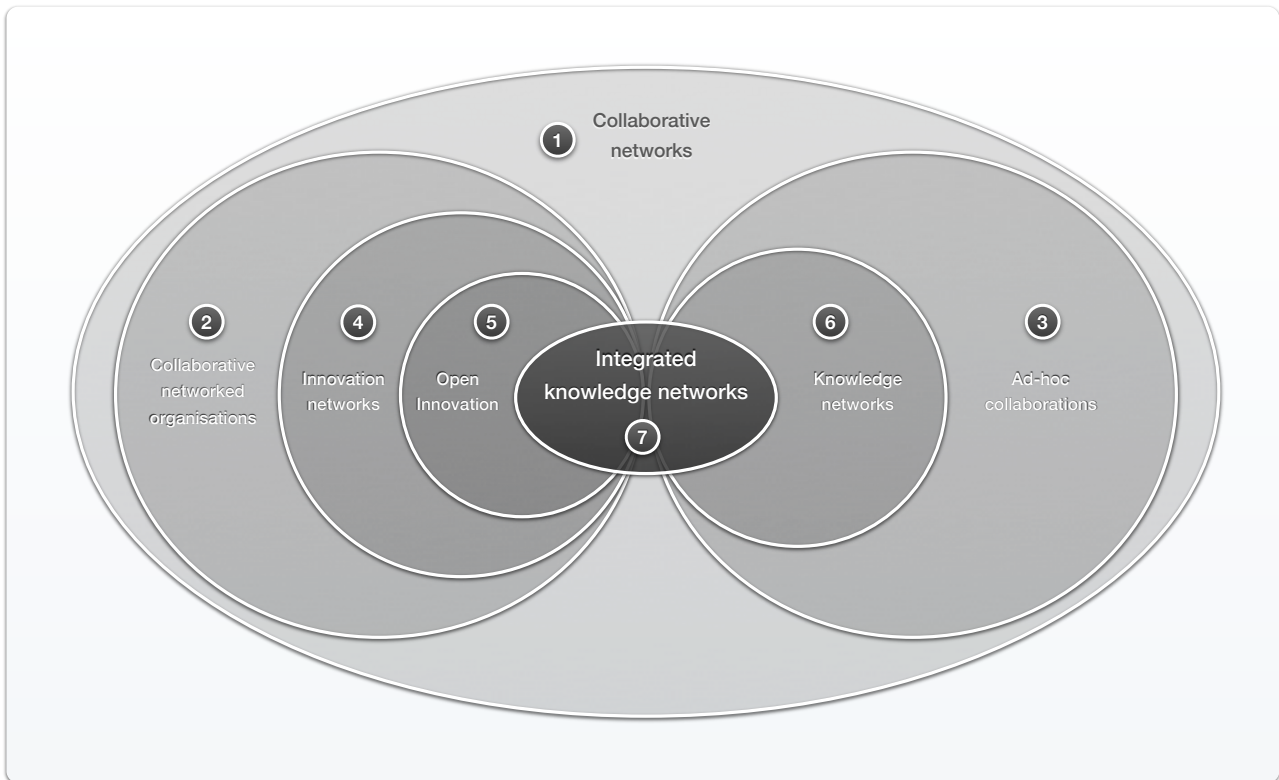 1
Collaborative
networks
2
Collaborative
networked
organisations
4
Innovation
networks
5
Open
Innovation
Integrated
knowledge networks
7
6
Knowledge
networks
3
Ad-hoc
collaborations